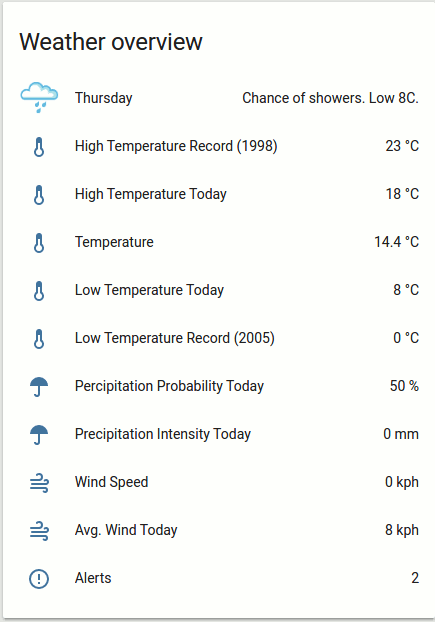 Weather overview
Thursday Chance of showers. Low 8C.
High Temperature Record (1998) 23 °C
High Temperature Today 18 °C
Temperature 14.4 °C
Low Temperature Today 8 °C
Low Temperature Record (2005) 0 °C
Percipitation Probability Today 50 %
Precipitation Intensity Today 0 mm
Wind Speed 0 kph
Avg. Wind Today 8 kph
Alerts 2